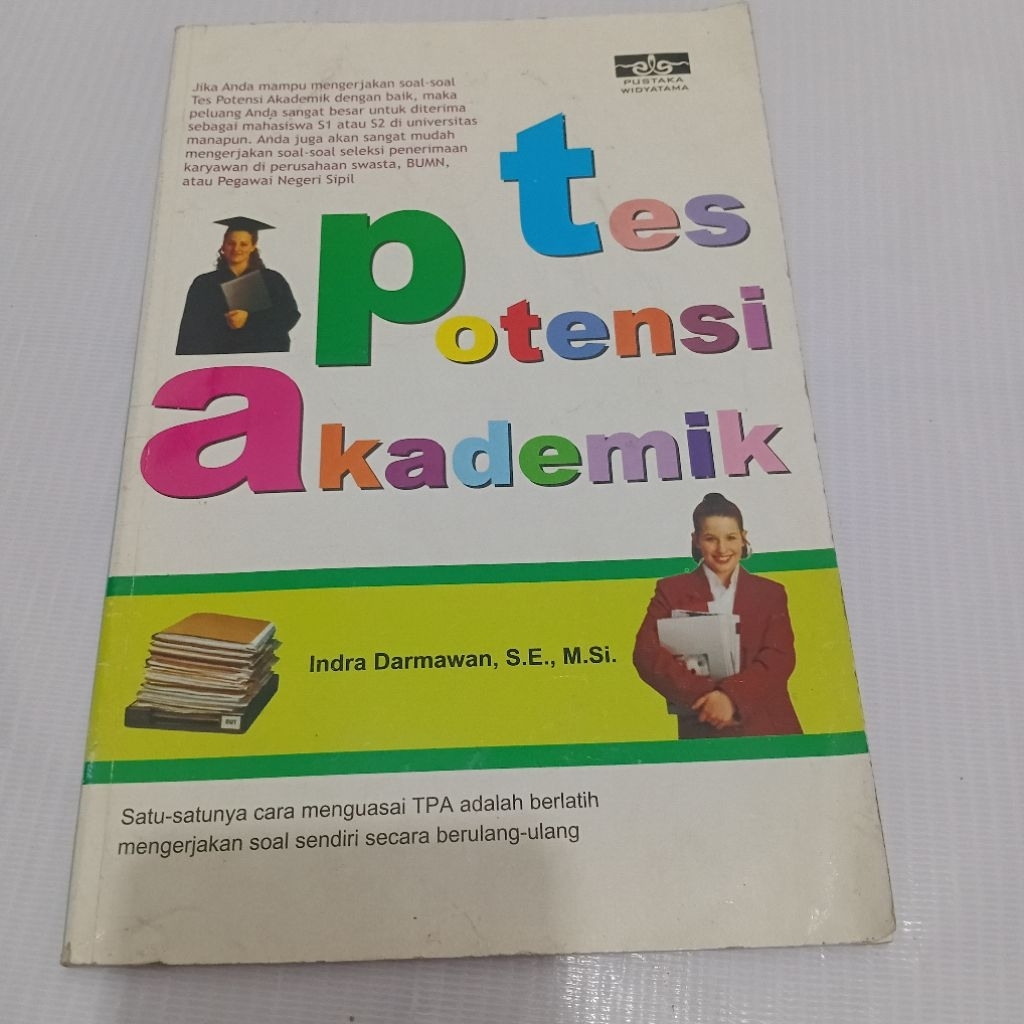 Jika Anda mampu mengerjakan soal-soal
Tes Potensi Akademik dengan baik, maka
peluang Anda sangat besar untuk diterima
sebagai mahasiswa S1 atau S2 di universitas
manapun. Anda juga akan sangat mudah
mengerjakan soal-soal seleksi penerimaan
karyawan di perusahaan swasta, BUMN,
atau Pegawai Negeri Sipil
PUSTAKA
WIDYATAMA
tes
potensi
akademik
Indra Darmawan, S.E., M.Si.
OUT
Satu-satunya cara menguasai TPA adalah berlatih
mengerjakan soal sendiri secara berulang-ulang